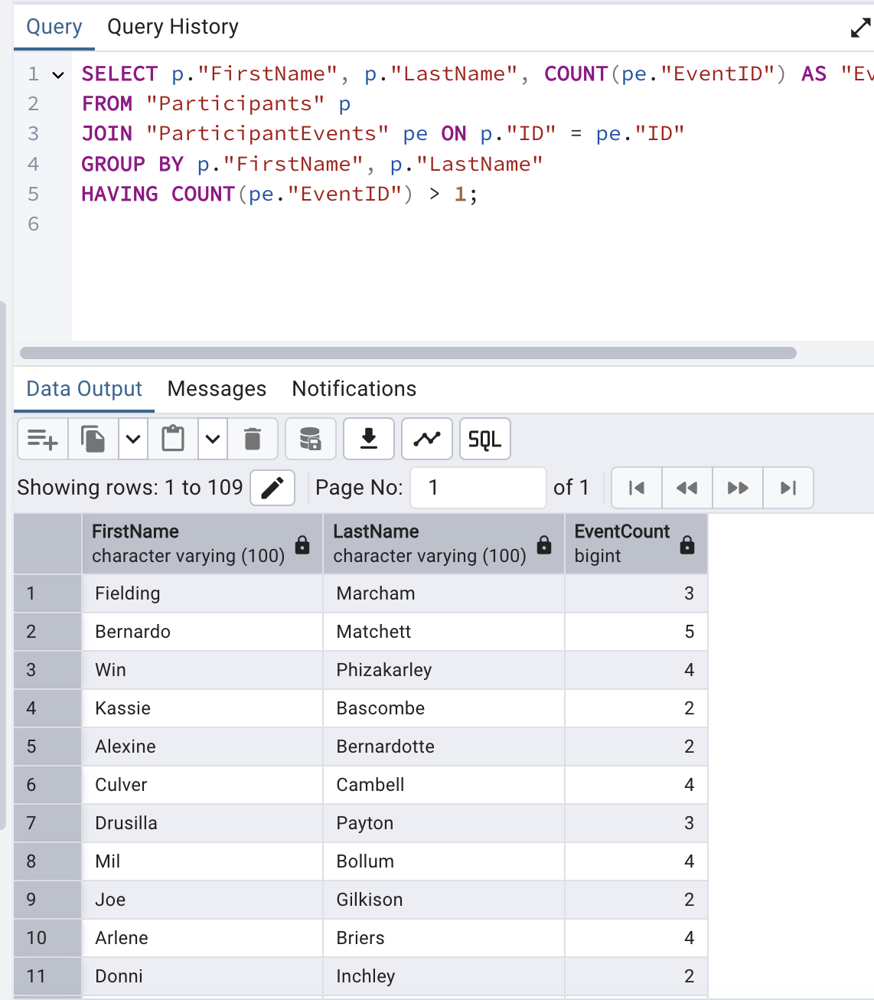 Query Query History
1 SELECT p."FirstName", p."LastName", COUNT(pe."EventID") AS "Ev
2 FROM "Participants" p
3 JOIN "ParticipantEvents" pe ON p."ID" = pe."ID"
4 GROUP BY p."FirstName", p."LastName"
5 HAVING COUNT(pe."EventID") > 1;
6
Data Output Messages Notifications
SQL
Showing rows: 1 to 109 Page No: 1 of 1
FirstName LastName EventCount
character varying (100) character varying (100) bigint
1 Fielding Marcham 3
2 Bernardo Matchett 5
3 Win Phizakarley 4
4 Kassie Bascombe 2
5 Alexine Bernardotte 2
6 Culver Cambell 4
7 Drusilla Payton 3
8 Mil Bollum 4
9 Joe Gilkison 2
10 Arlene Briers 4
11 Donni Inchley 2